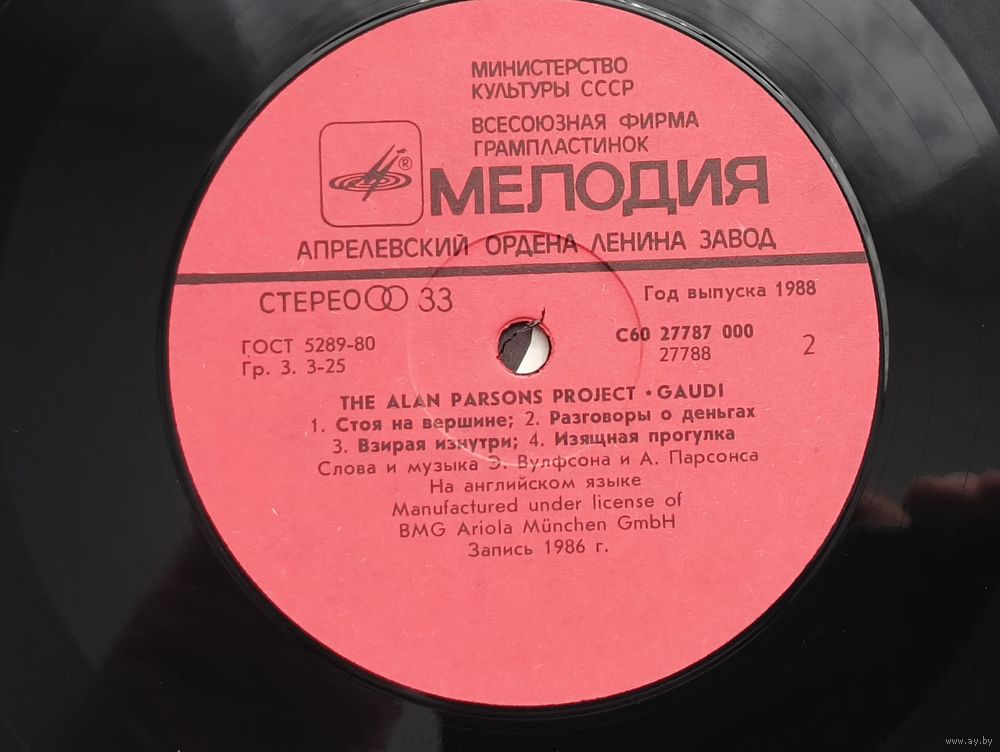 МИНИСТЕРСТВО
КУЛЬТУРЫ СССР
ВСЕСОЮЗНАЯ ФИРМА
ГРАМПЛАСТИНОК
® МЕЛОДИЯ
АПРЕЛЕВСКИЙ ОРДЕНА ЛЕНИНА ЗАВОД
СТЕРЕО 33
Год выпуска 1988
ГОСТ 5289-80
Гр. 3. 3-25
С60 27787 000
27788
2
THE ALAN PARSONS PROJECT • GAUDI
1. Стоя на вершине; 2. Разговоры о деньгах
3. Взирая изнутри; 4. Изящная прогулка
Слова и музыка Э. Вулфсона и А. Парсонса
На английском языке
Manufactured under license of
BMG Ariola München GmbH
Запись 1986 г.
www.ay.by